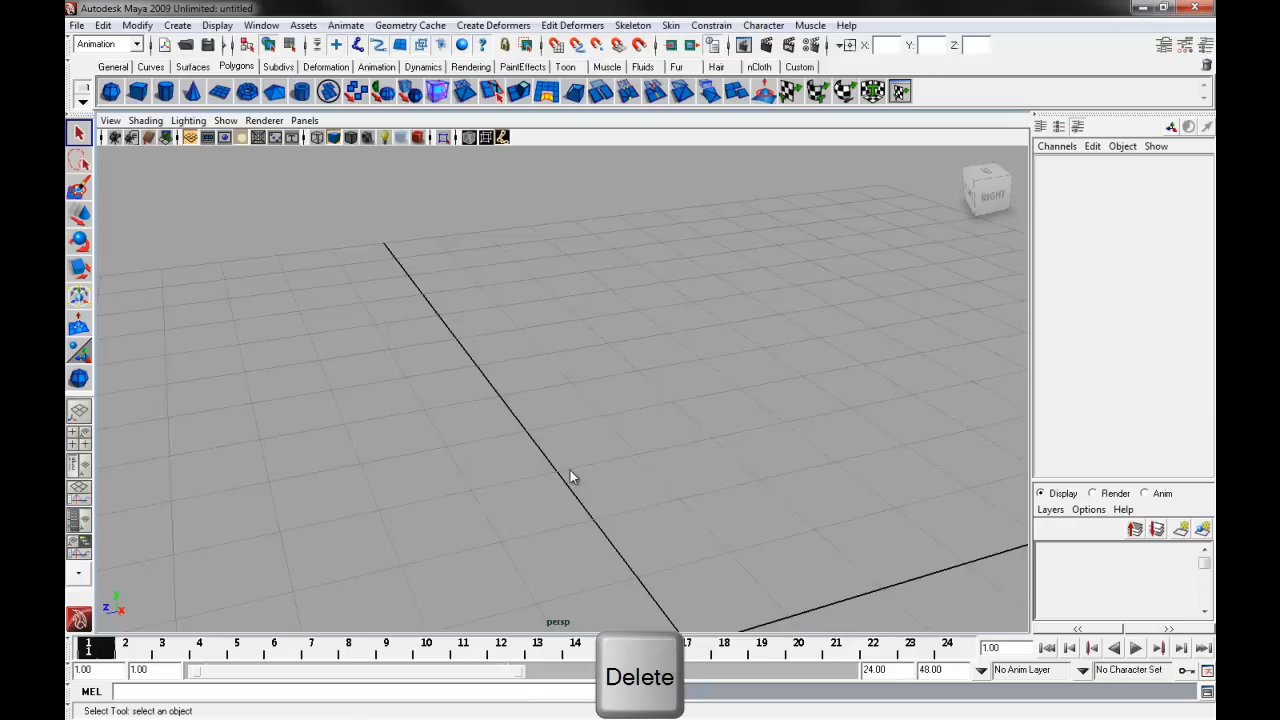 Autodesk Maya 2009 Unlimited: untitled
File Edit Modify Create Display Window Assets Animate Geometry Cache Create Deformers Edit Deformers Skeleton Skin Constrain Character Muscle Help
Animation X: Y: Z:
General Curves Surfaces Polygons Subdivs Deformation Animation Dynamics Rendering PaintEffects Toon Muscle Fluids Fur Hair nCloth Custom
View Shading Lighting Show Renderer Panels
Channels Edit Object Show
RIGHT
Display Render Anim
Layers Options Help
y
z x
persp
1 2 3 4 5 6 7 8 9 10 11 12 13 14 17 18 19 20 21 22 23 24 1.00
1
1.00 1.00 24.00 48.00 No Anim Layer No Character Set
Delete
MEL
Select Tool: select an object